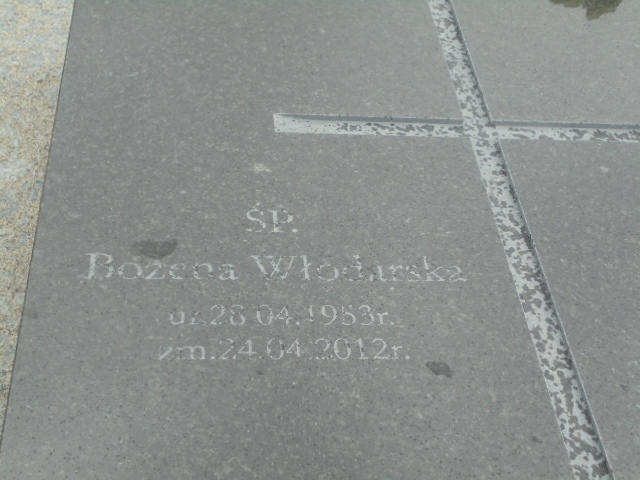 ŚP.
Bożena Włodarska
ur.28.04.1953r.
zm.24.04.2012r.